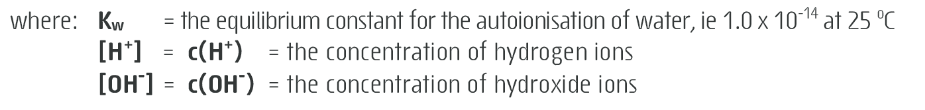 where: Kw = the equilibrium constant for the autoionisation of water, ie 1.0 x 10⁻¹⁴ at 25 ⁰C
[H⁺] = c(H⁺) = the concentration of hydrogen ions
[OH⁻] = c(OH⁻) = the concentration of hydroxide ions